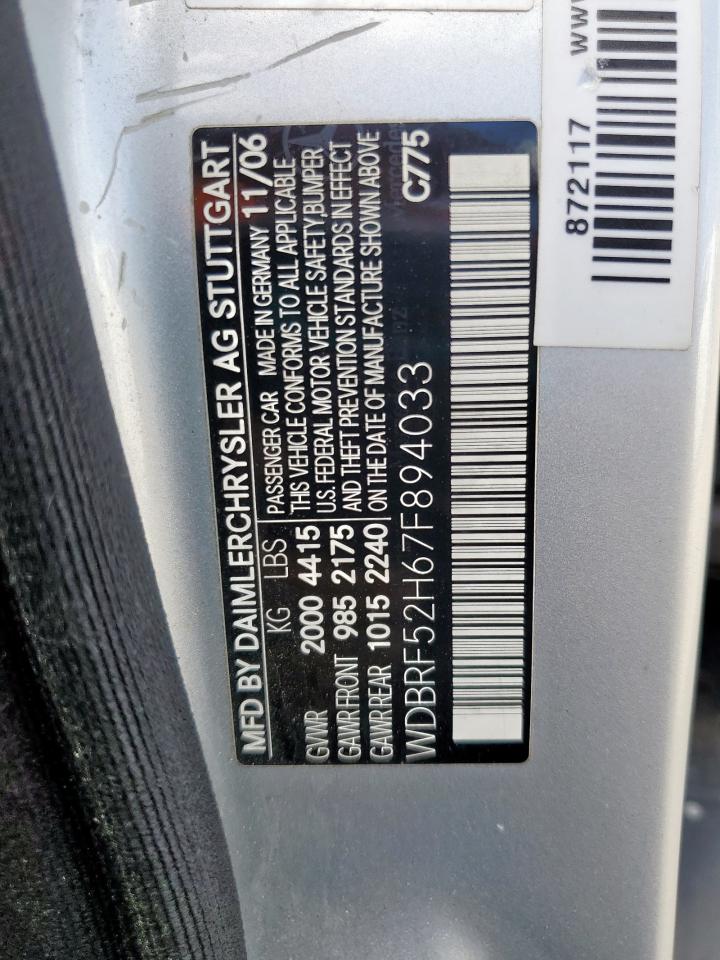 MFD BY DAIMLERCHRYSLER AG STUTTGART
KG LBS
GVWR 2000 4415
GAWR FRONT 985 2175
GAWR REAR 1015 2240
PASSENGER CAR MADE IN GERMANY 11/06
THIS VEHICLE CONFORMS TO ALL APPLICABLE
U.S. FEDERAL MOTOR VEHICLE SAFETY,BUMPER
AND THEFT PREVENTION STANDARDS IN EFFECT
ON THE DATE OF MANUFACTURE SHOWN ABOVE
WDBRF52H67F894033 C775
872117